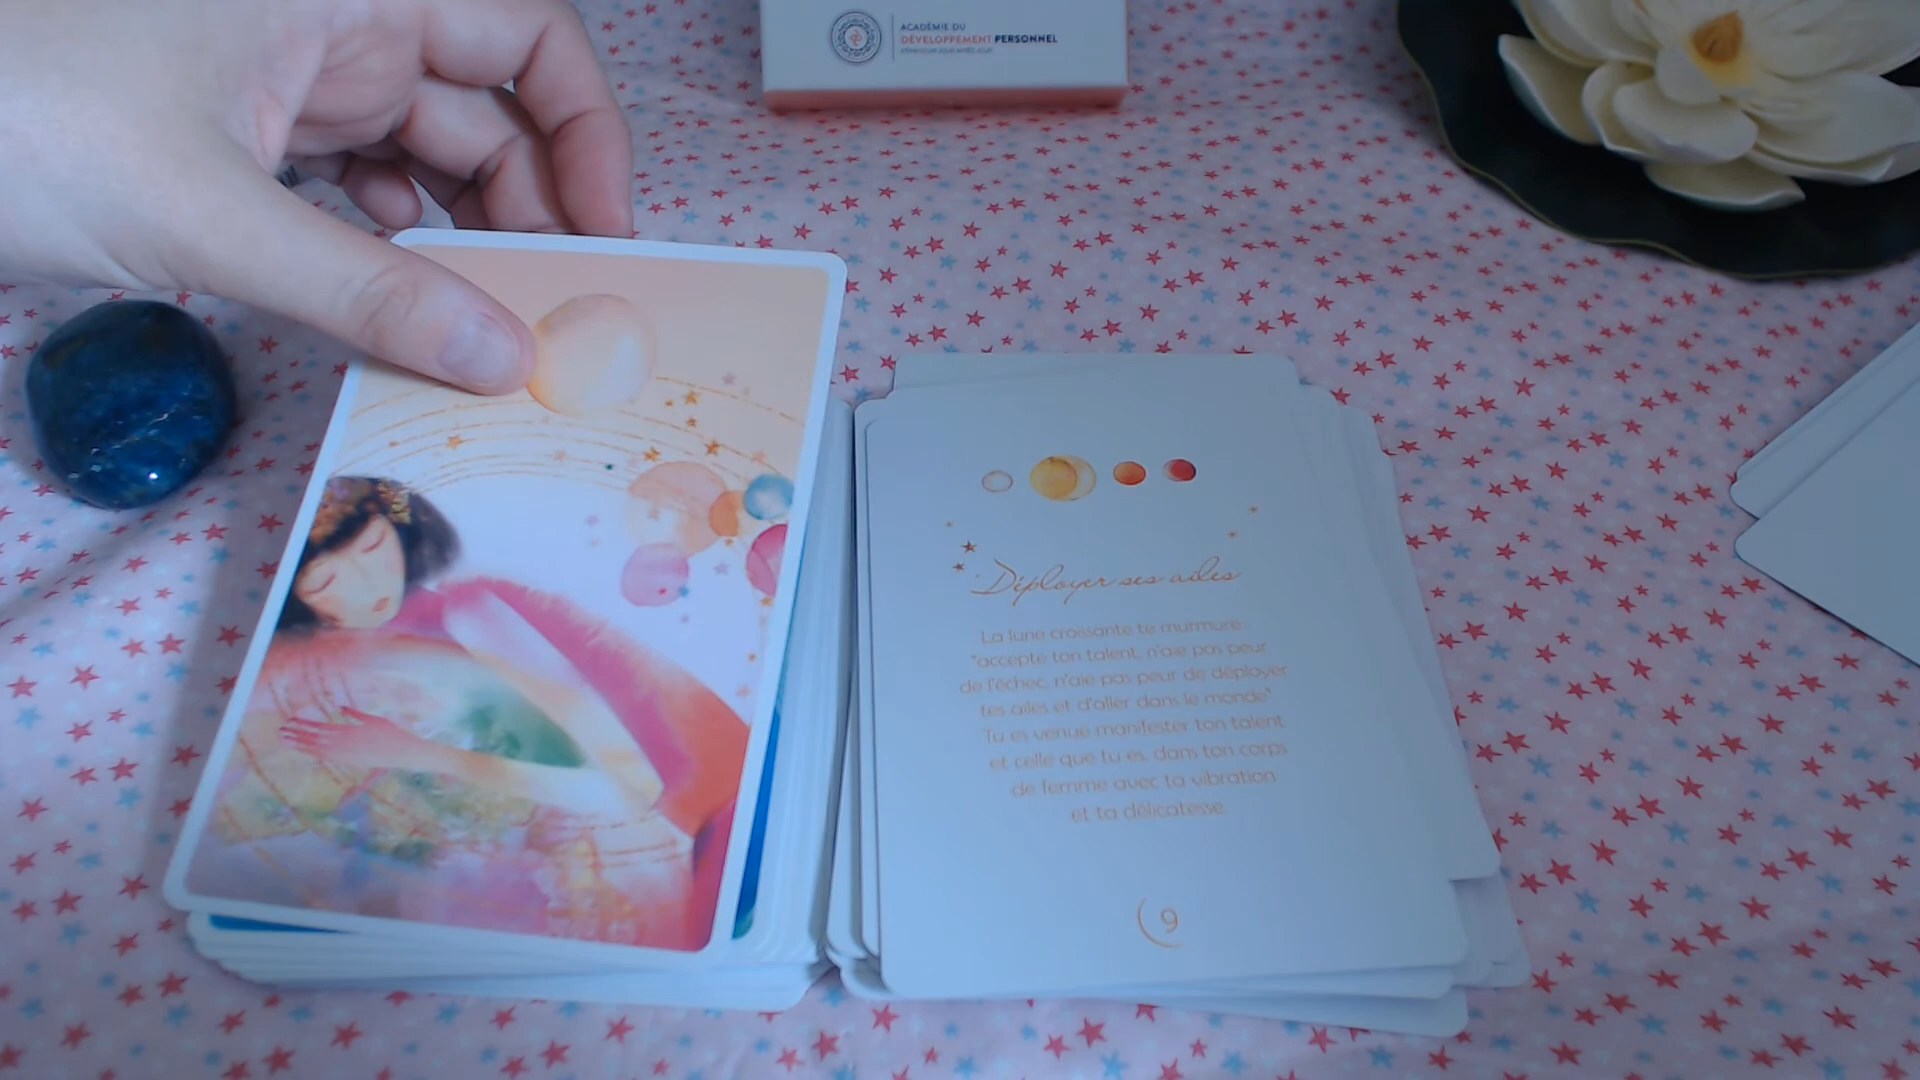 ACADÉMIE DU
DÉVELOPPEMENT PERSONNEL
Déployer ses ailes
La lune croissante te murmure
"accepte ton talent, n'aie pas peur
de l'échec, n'aie pas peur de déployer
tes ailes et d'aller dans le monde"
Tu es venue manifester ton talent
et celle que tu es, dans ton corps
de femme avec ta vibration
et ta délicatesse.
9